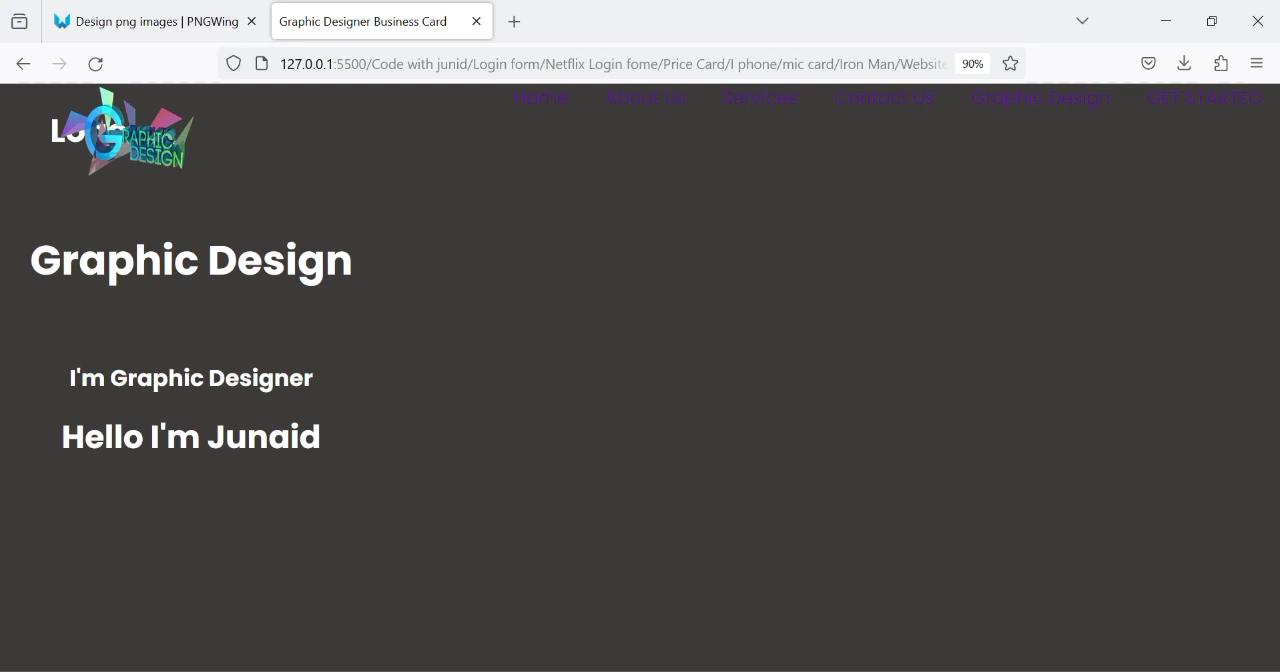 Design png images | PNGWing
Graphic Designer Business Card
127.0.0.1:5500/Code with junid/Login form/Netflix Login fome/Price Card/I phone/mic card/Iron Man/Website
90%
Home About Us Services Contact Us Graphic Design GET STARTED
GRAPHIC
DESIGN
Graphic Design
I'm Graphic Designer
Hello I'm Junaid